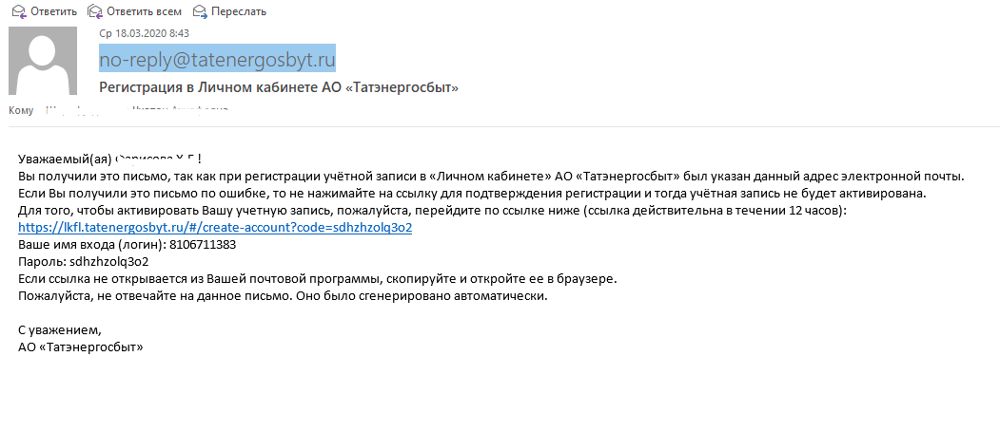 Ответить Ответить всем Переслать
Ср 18.03.2020 8:43
no-reply@tatenergosbyt.ru
Регистрация в Личном кабинете АО «Татэнергосбыт»
Кому
Уважаемый(ая) !
Вы получили это письмо, так как при регистрации учётной записи в «Личном кабинете» АО «Татэнергосбыт» был указан данный адрес электронной почты.
Если Вы получили это письмо по ошибке, то не нажимайте на ссылку для подтверждения регистрации и тогда учётная запись не будет активирована.
Для того, чтобы активировать Вашу учетную запись, пожалуйста, перейдите по ссылке ниже (ссылка действительна в течении 12 часов):
https://lkfl.tatenergosbyt.ru/#/create-account?code=sdhzhzolq3o2
Ваше имя входа (логин): 8106711383
Пароль: sdhzhzolq3o2
Если ссылка не открывается из Вашей почтовой программы, скопируйте и откройте ее в браузере.
Пожалуйста, не отвечайте на данное письмо. Оно было сгенерировано автоматически.
С уважением,
АО «Татэнергосбыт»